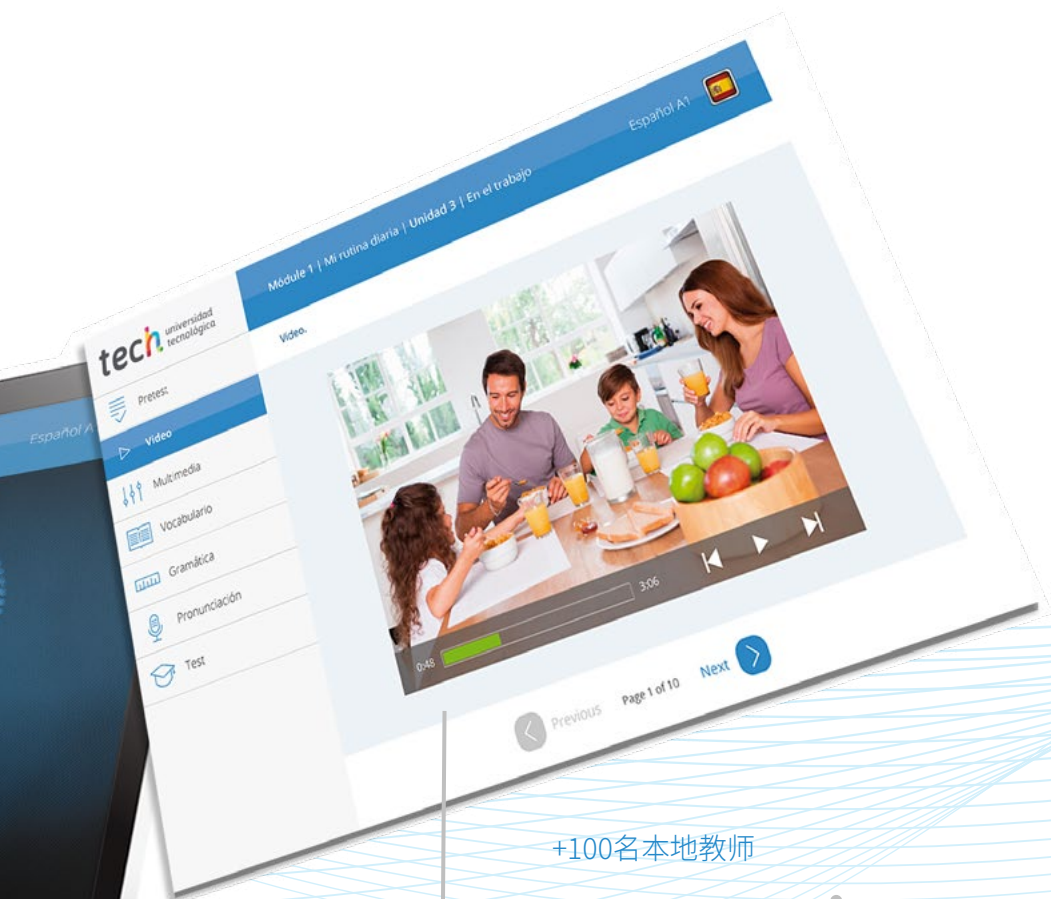 Español A1
Módule 1 | Mi rutina diaria | Unidad 3 | En el trabajo
tech universidad
tecnológica
Video.
Pretest
Video
Multimedia
Vocabulario
Gramática
Pronunciación
Test
Español A
0:48
3:06
Previous
Page 1 of 10
Next
+100名本地教师